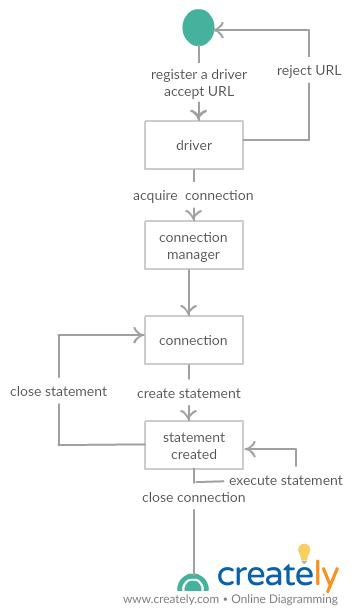 reject URL
register a driver
accept URL
driver
acquire  connection
connection
manager
connection
close statement
create statement
statement
created
execute statement
close connection
creately
www.creately.com • Online Diagramming